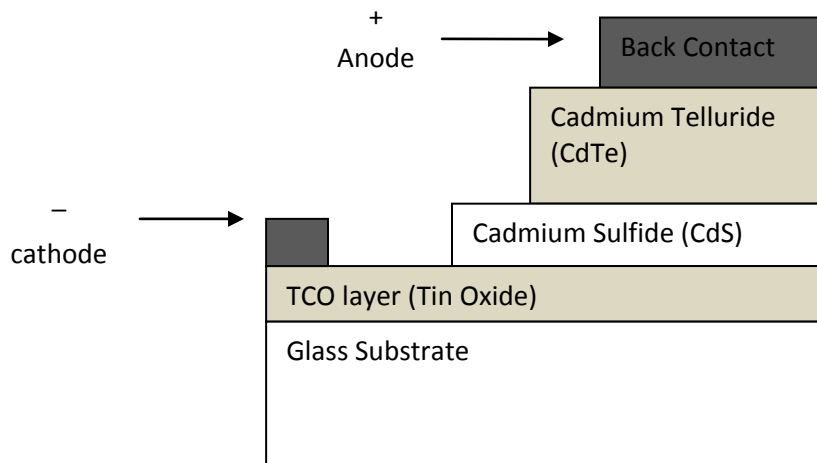 +
Anode
Back Contact
Cadmium Telluride
(CdTe)
–
cathode
Cadmium Sulfide (CdS)
TCO layer (Tin Oxide)
Glass Substrate